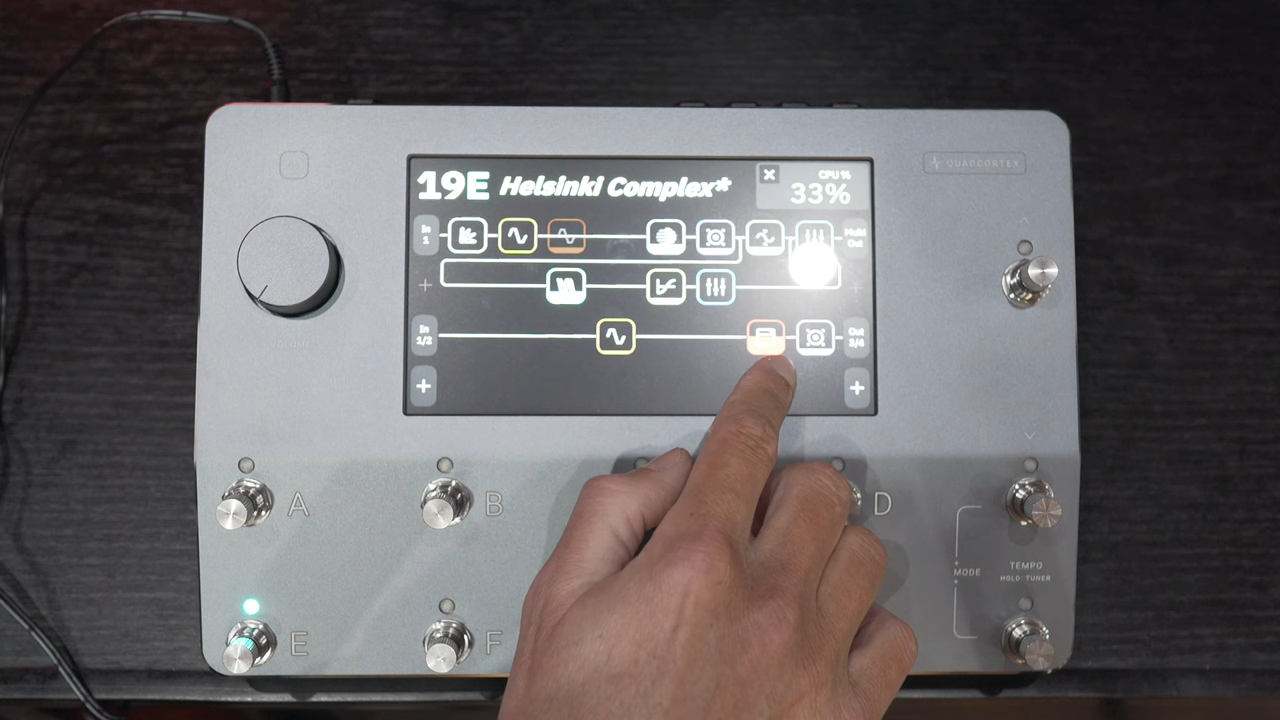 QUADCORTEX
19E Helsinki Complex*
CPU %
33%
In
1
Multi
Out
In
1/2
Out
3/4
VOLUME
A
B
D
E
F
MODE
TEMPO
HOLD: TUNER